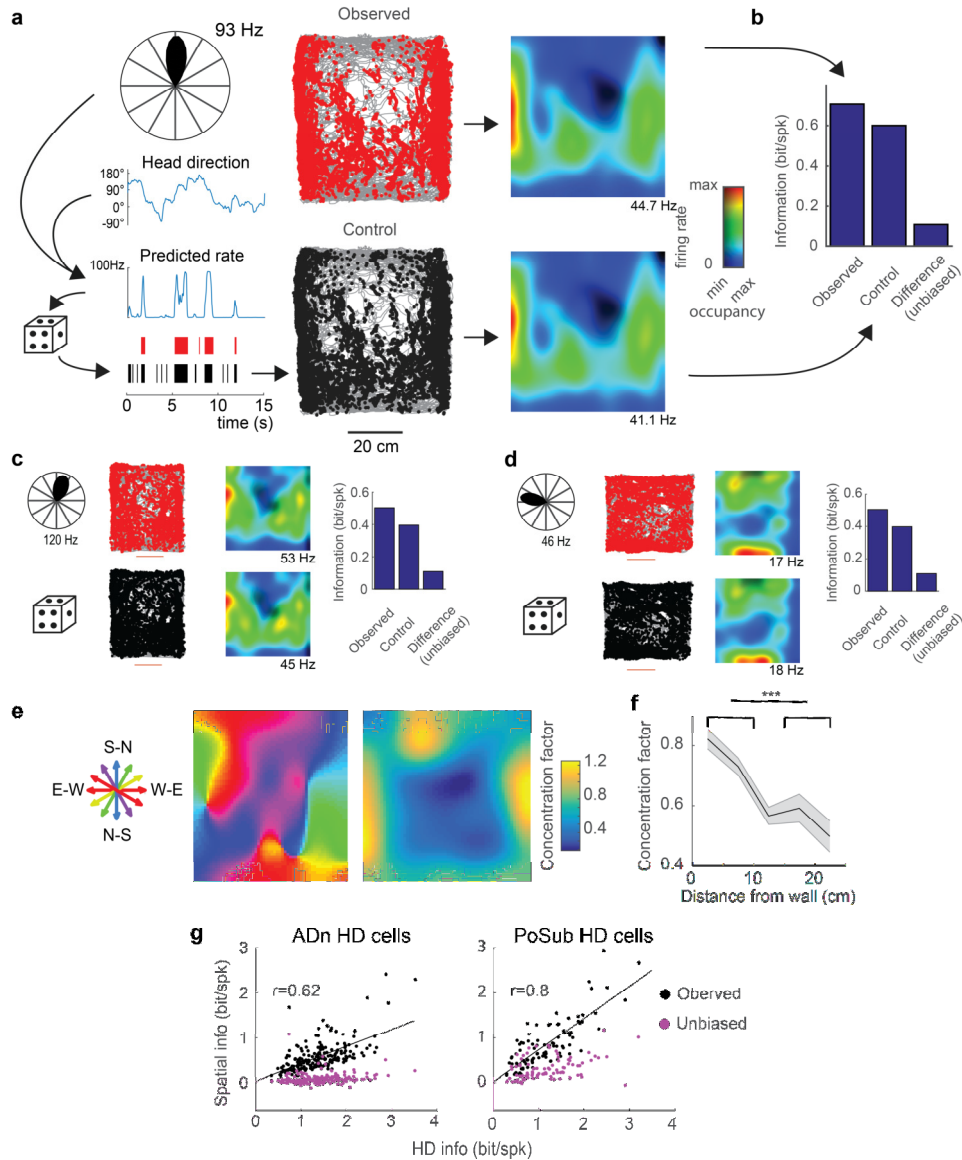 a
93 Hz
Observed
b
Head direction
180°
90°
0
-90°
44.7 Hz
Control
Predicted rate
100Hz
0 5 10 15
time (s)
20 cm
41.1 Hz
max
firing rate
0
min
max
occupancy
Information (bit/spk)
0.8
0.4
0
Observed
Control
Difference
(unbiased)
c
120 Hz
53 Hz
45 Hz
Information (bit/spk)
0.6
0.4
0.2
0
Observed
Control
Difference
(unbiased)
d
46 Hz
17 Hz
18 Hz
Information (bit/spk)
0.6
0.4
0.2
0
Observed
Control
Difference
(unbiased)
e
S-N
E-W
W-E
N-S
1.2
0.8
0.4
Concentration factor
f
***
Concentration factor
0.8
0.6
0.4
0 10 20
Distance from wall (cm)
g
ADn HD cells
PoSub HD cells
Spatial info (bit/spk)
3
2
1
0
r=0.62
0 1 2 3 4
3
2
1
0
r=0.8
0 1 2 3 4
HD info (bit/spk)
Oberved
Unbiased